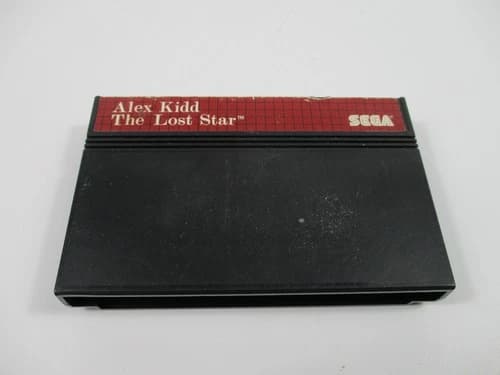 Alex Kidd
The Lost Star™
SEGA